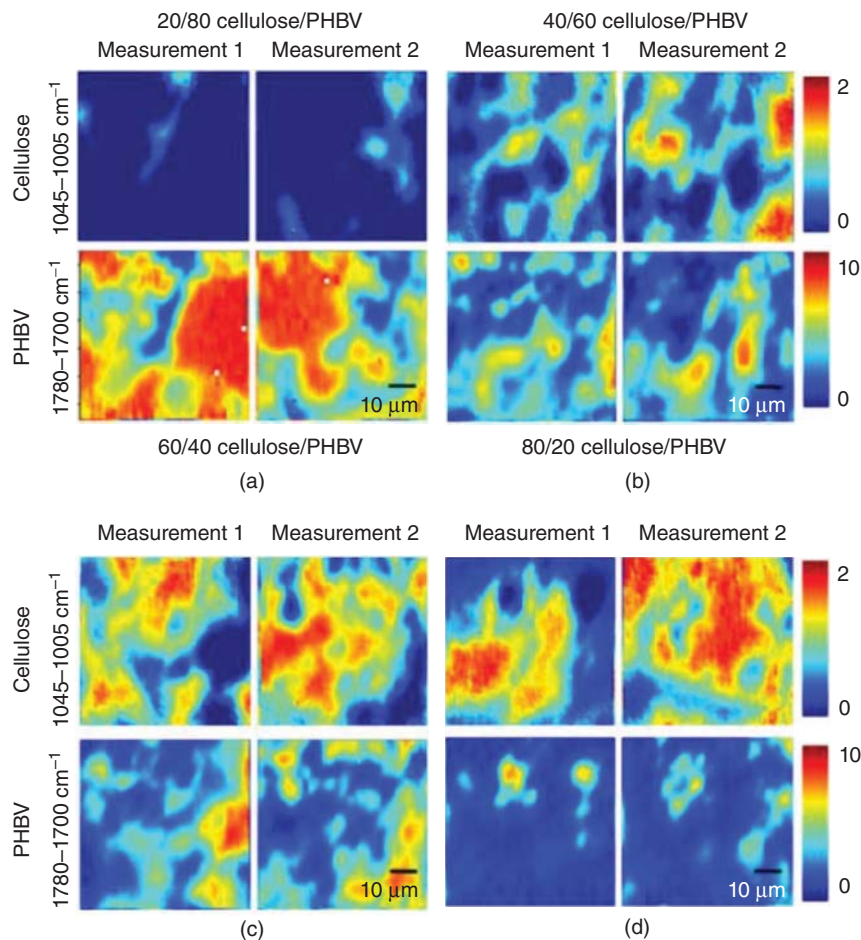 20/80 cellulose/PHBV
40/60 cellulose/PHBV
Measurement 1
Measurement 2
Measurement 1
Measurement 2
Cellulose
1045–1005 cm⁻¹
2
0
PHBV
1780–1700 cm⁻¹
10 μm
10 μm
10
0
60/40 cellulose/PHBV
80/20 cellulose/PHBV
(a)
(b)
Measurement 1
Measurement 2
Measurement 1
Measurement 2
Cellulose
1045–1005 cm⁻¹
2
0
PHBV
1780–1700 cm⁻¹
10 μm
10 μm
10
0
(c)
(d)